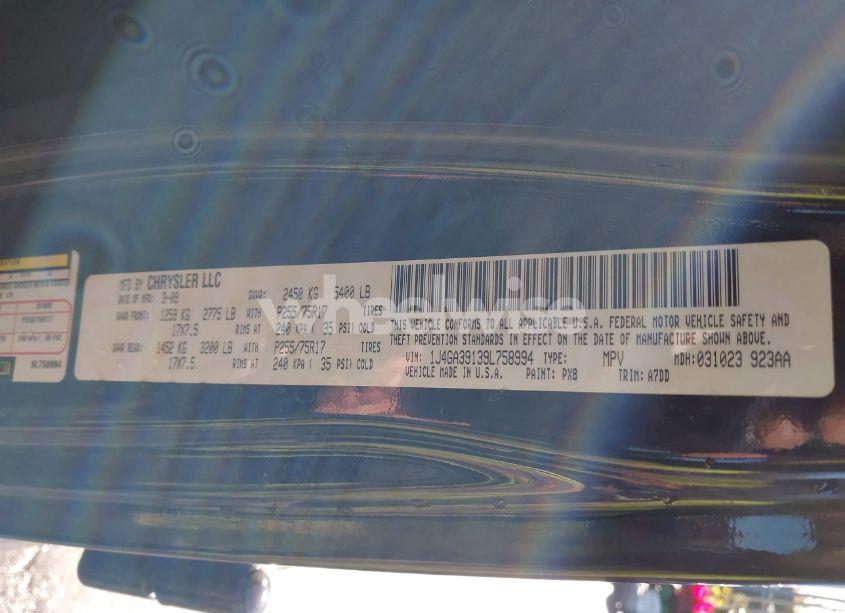 MFD BY CHRYSLER LLC
DATE OF MFR: 3-09 GVWR: 2450 KG 5400 LB
GAWR FRONT: 1258 KG 2775 LB WITH P255/75R17 TIRES
17X7.5 RIMS AT 240 KPA ( 35 PSI) COLD
GAWR REAR: 1452 KG 3200 LB WITH P255/75R17 TIRES
17X7.5 RIMS AT 240 KPA ( 35 PSI) COLD
THIS VEHICLE CONFORMS TO ALL APPLICABLE U.S.A. FEDERAL MOTOR VEHICLE SAFETY AND
THEFT PREVENTION STANDARDS IN EFFECT ON THE DATE OF MANUFACTURE SHOWN ABOVE.
VIN: 1J4GA39139L758994 TYPE: MPV MDH: 031023 923AA
VEHICLE MADE IN U.S.A. PAINT: PX8 TRIM: A7DD
9L758994
wheelwise